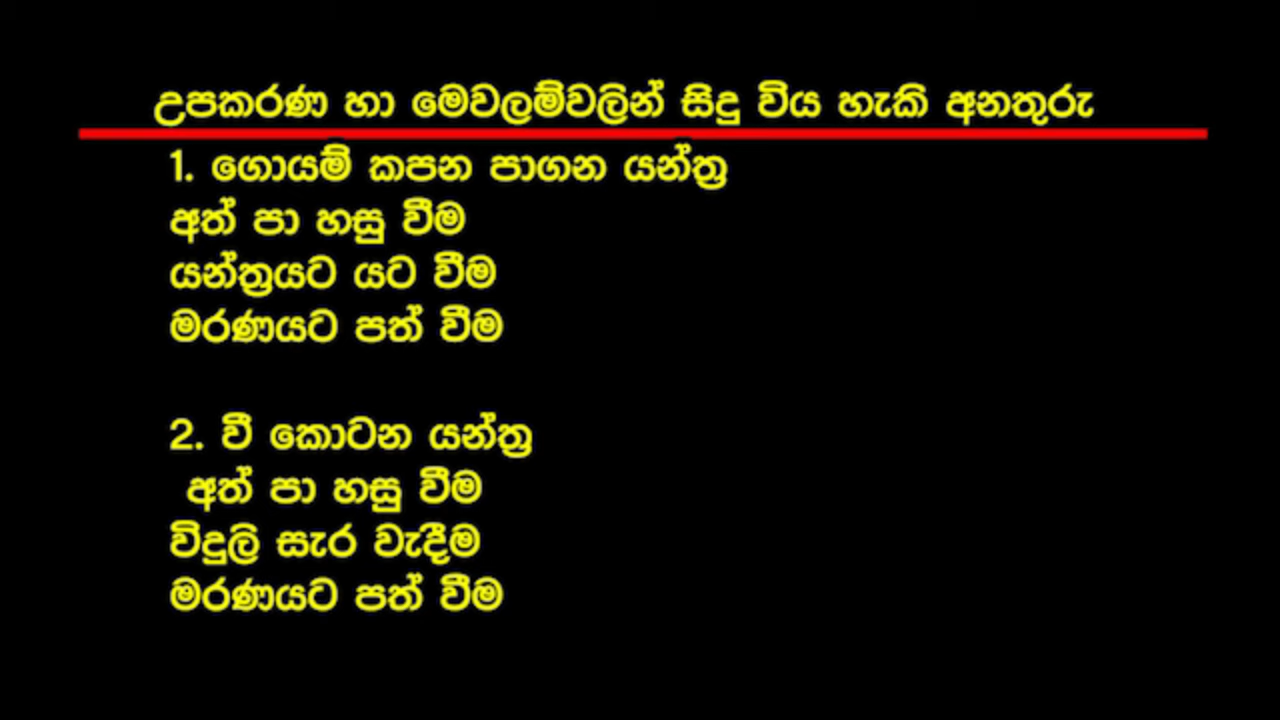 උපකරණ හා මෙවලම්වලින් සිදු විය හැකි අනතුරු
1. ගොයම් කපන පාගන යන්ත්‍ර
අත් පා හසු වීම
යන්ත්‍රයට යට වීම
මරණයට පත් වීම
2. වී කොටන යන්ත්‍ර
අත් පා හසු වීම
විදුලි සැර වැදීම
මරණයට පත් වීම